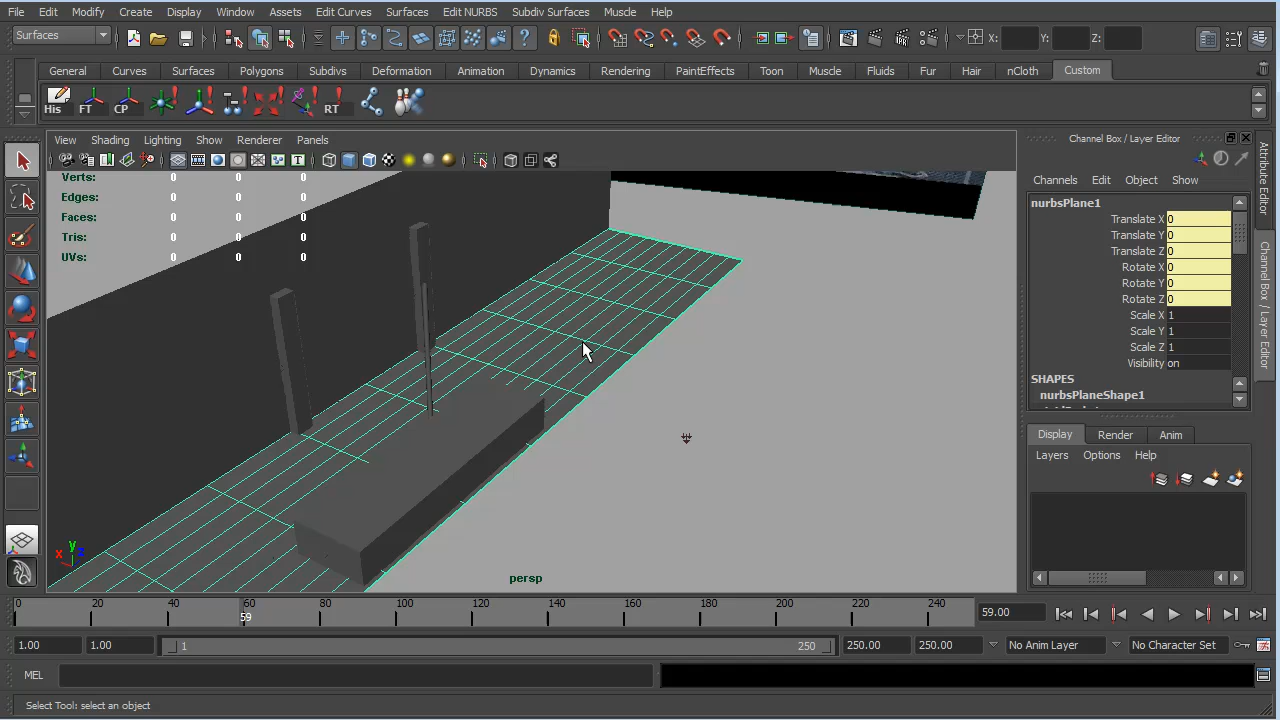 File Edit Modify Create Display Window Assets Edit Curves Surfaces Edit NURBS Subdiv Surfaces Muscle Help
Surfaces X: Y: Z:
General Curves Surfaces Polygons Subdivs Deformation Animation Dynamics Rendering PaintEffects Toon Muscle Fluids Fur Hair nCloth Custom
His FT CP RT
View Shading Lighting Show Renderer Panels
Verts: 0 0 0
Edges: 0 0 0
Faces: 0 0 0
Tris: 0 0 0
UVs: 0 0 0
persp
Channel Box / Layer Editor
Channels Edit Object Show
nurbsPlane1
Translate X 0
Translate Y 0
Translate Z 0
Rotate X 0
Rotate Y 0
Rotate Z 0
Scale X 1
Scale Y 1
Scale Z 1
Visibility on
SHAPES
nurbsPlaneShape1
Display Render Anim
Layers Options Help
Attribute Editor
Channel Box / Layer Editor
0 20 40 60 80 100 120 140 160 180 200 220 240
59
59.00
1.00 1.00 1 250 250.00 250.00 No Anim Layer No Character Set
MEL
Select Tool: select an object